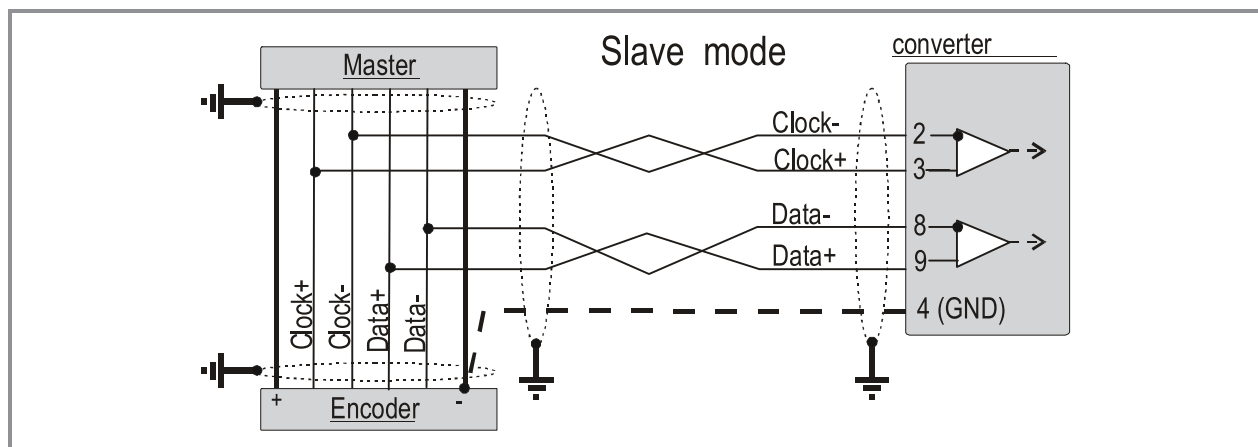 Slave mode
Master
converter
Clock-
2
Clock+
3
Data-
8
Data+
9
4 (GND)
Clock+
Clock-
Data+
Data-
+
Encoder
-